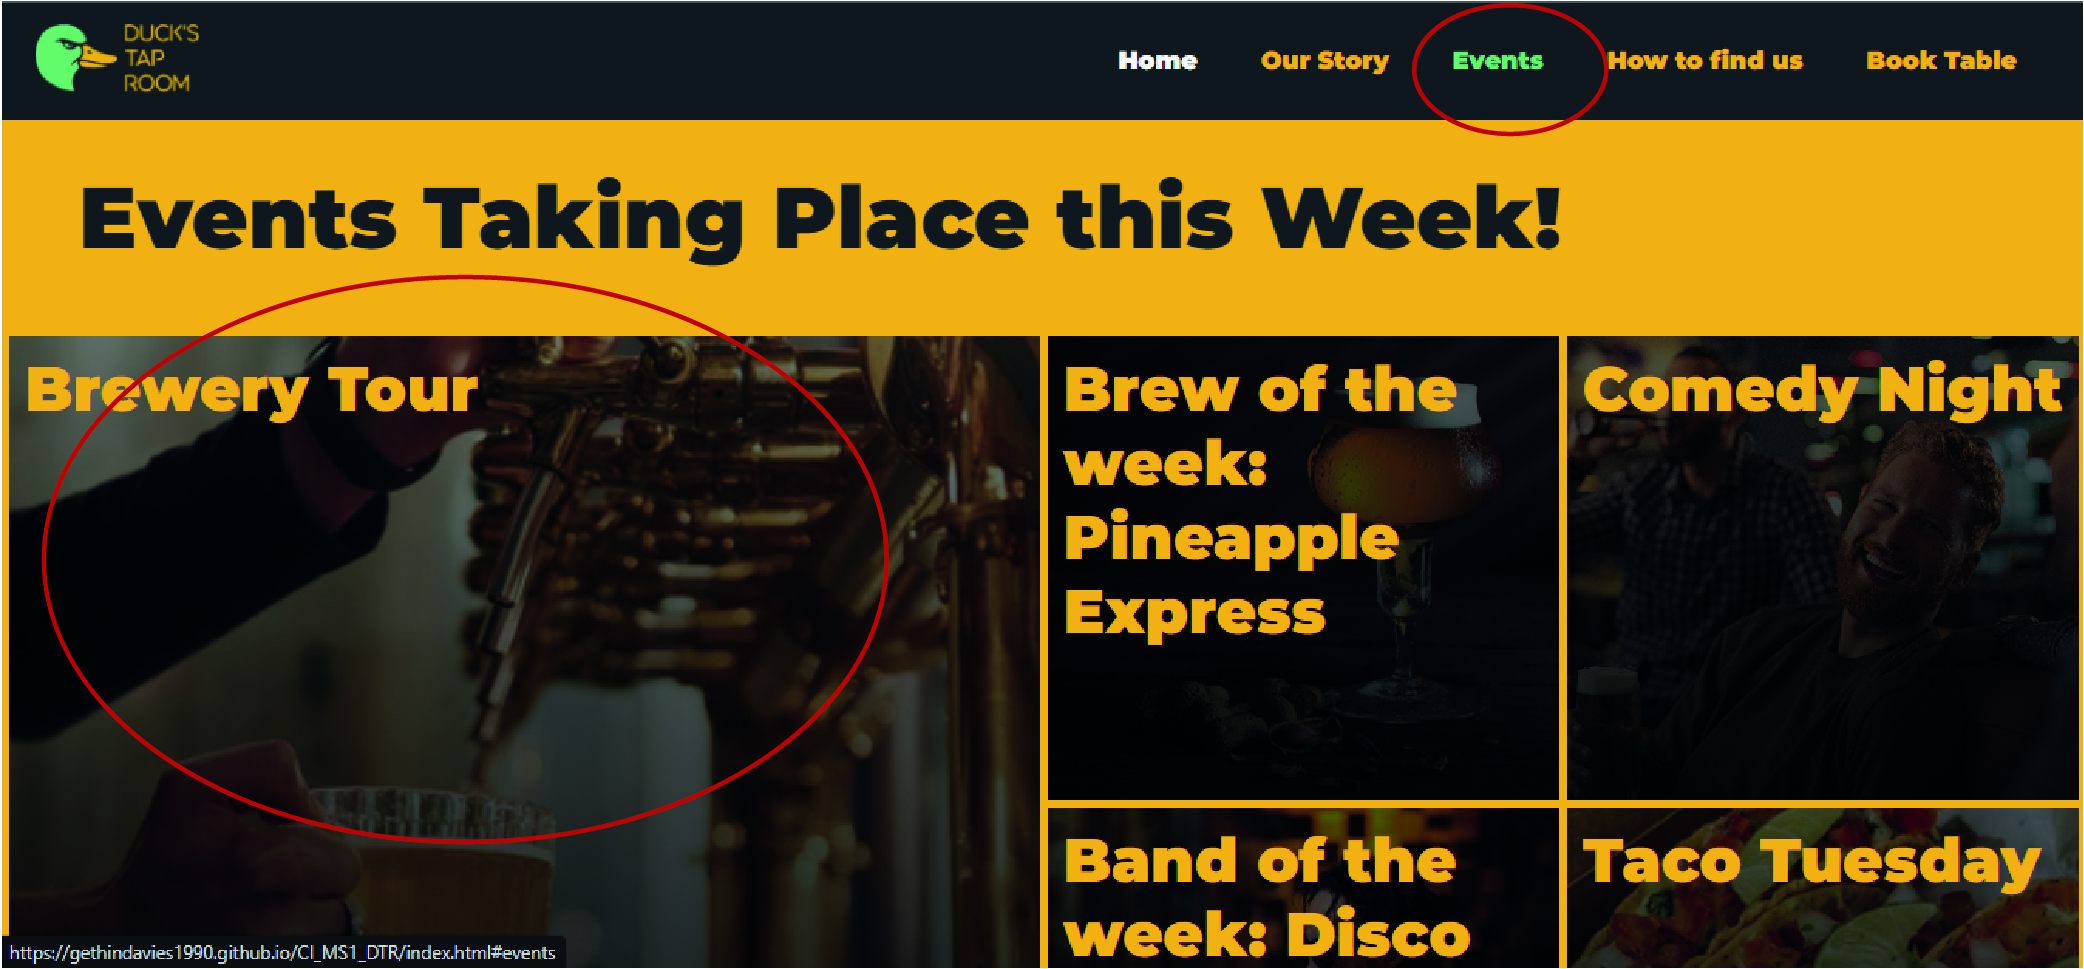 DUCK'S
TAP
ROOM
Home Our Story Events How to find us Book Table
Events Taking Place this Week!
Brewery Tour
Brew of the
week:
Pineapple
Express
Comedy Night
Band of the
week: Disco
Taco Tuesday
https://gethindavies1990.github.io/CI_MS1_DTR/index.html#events